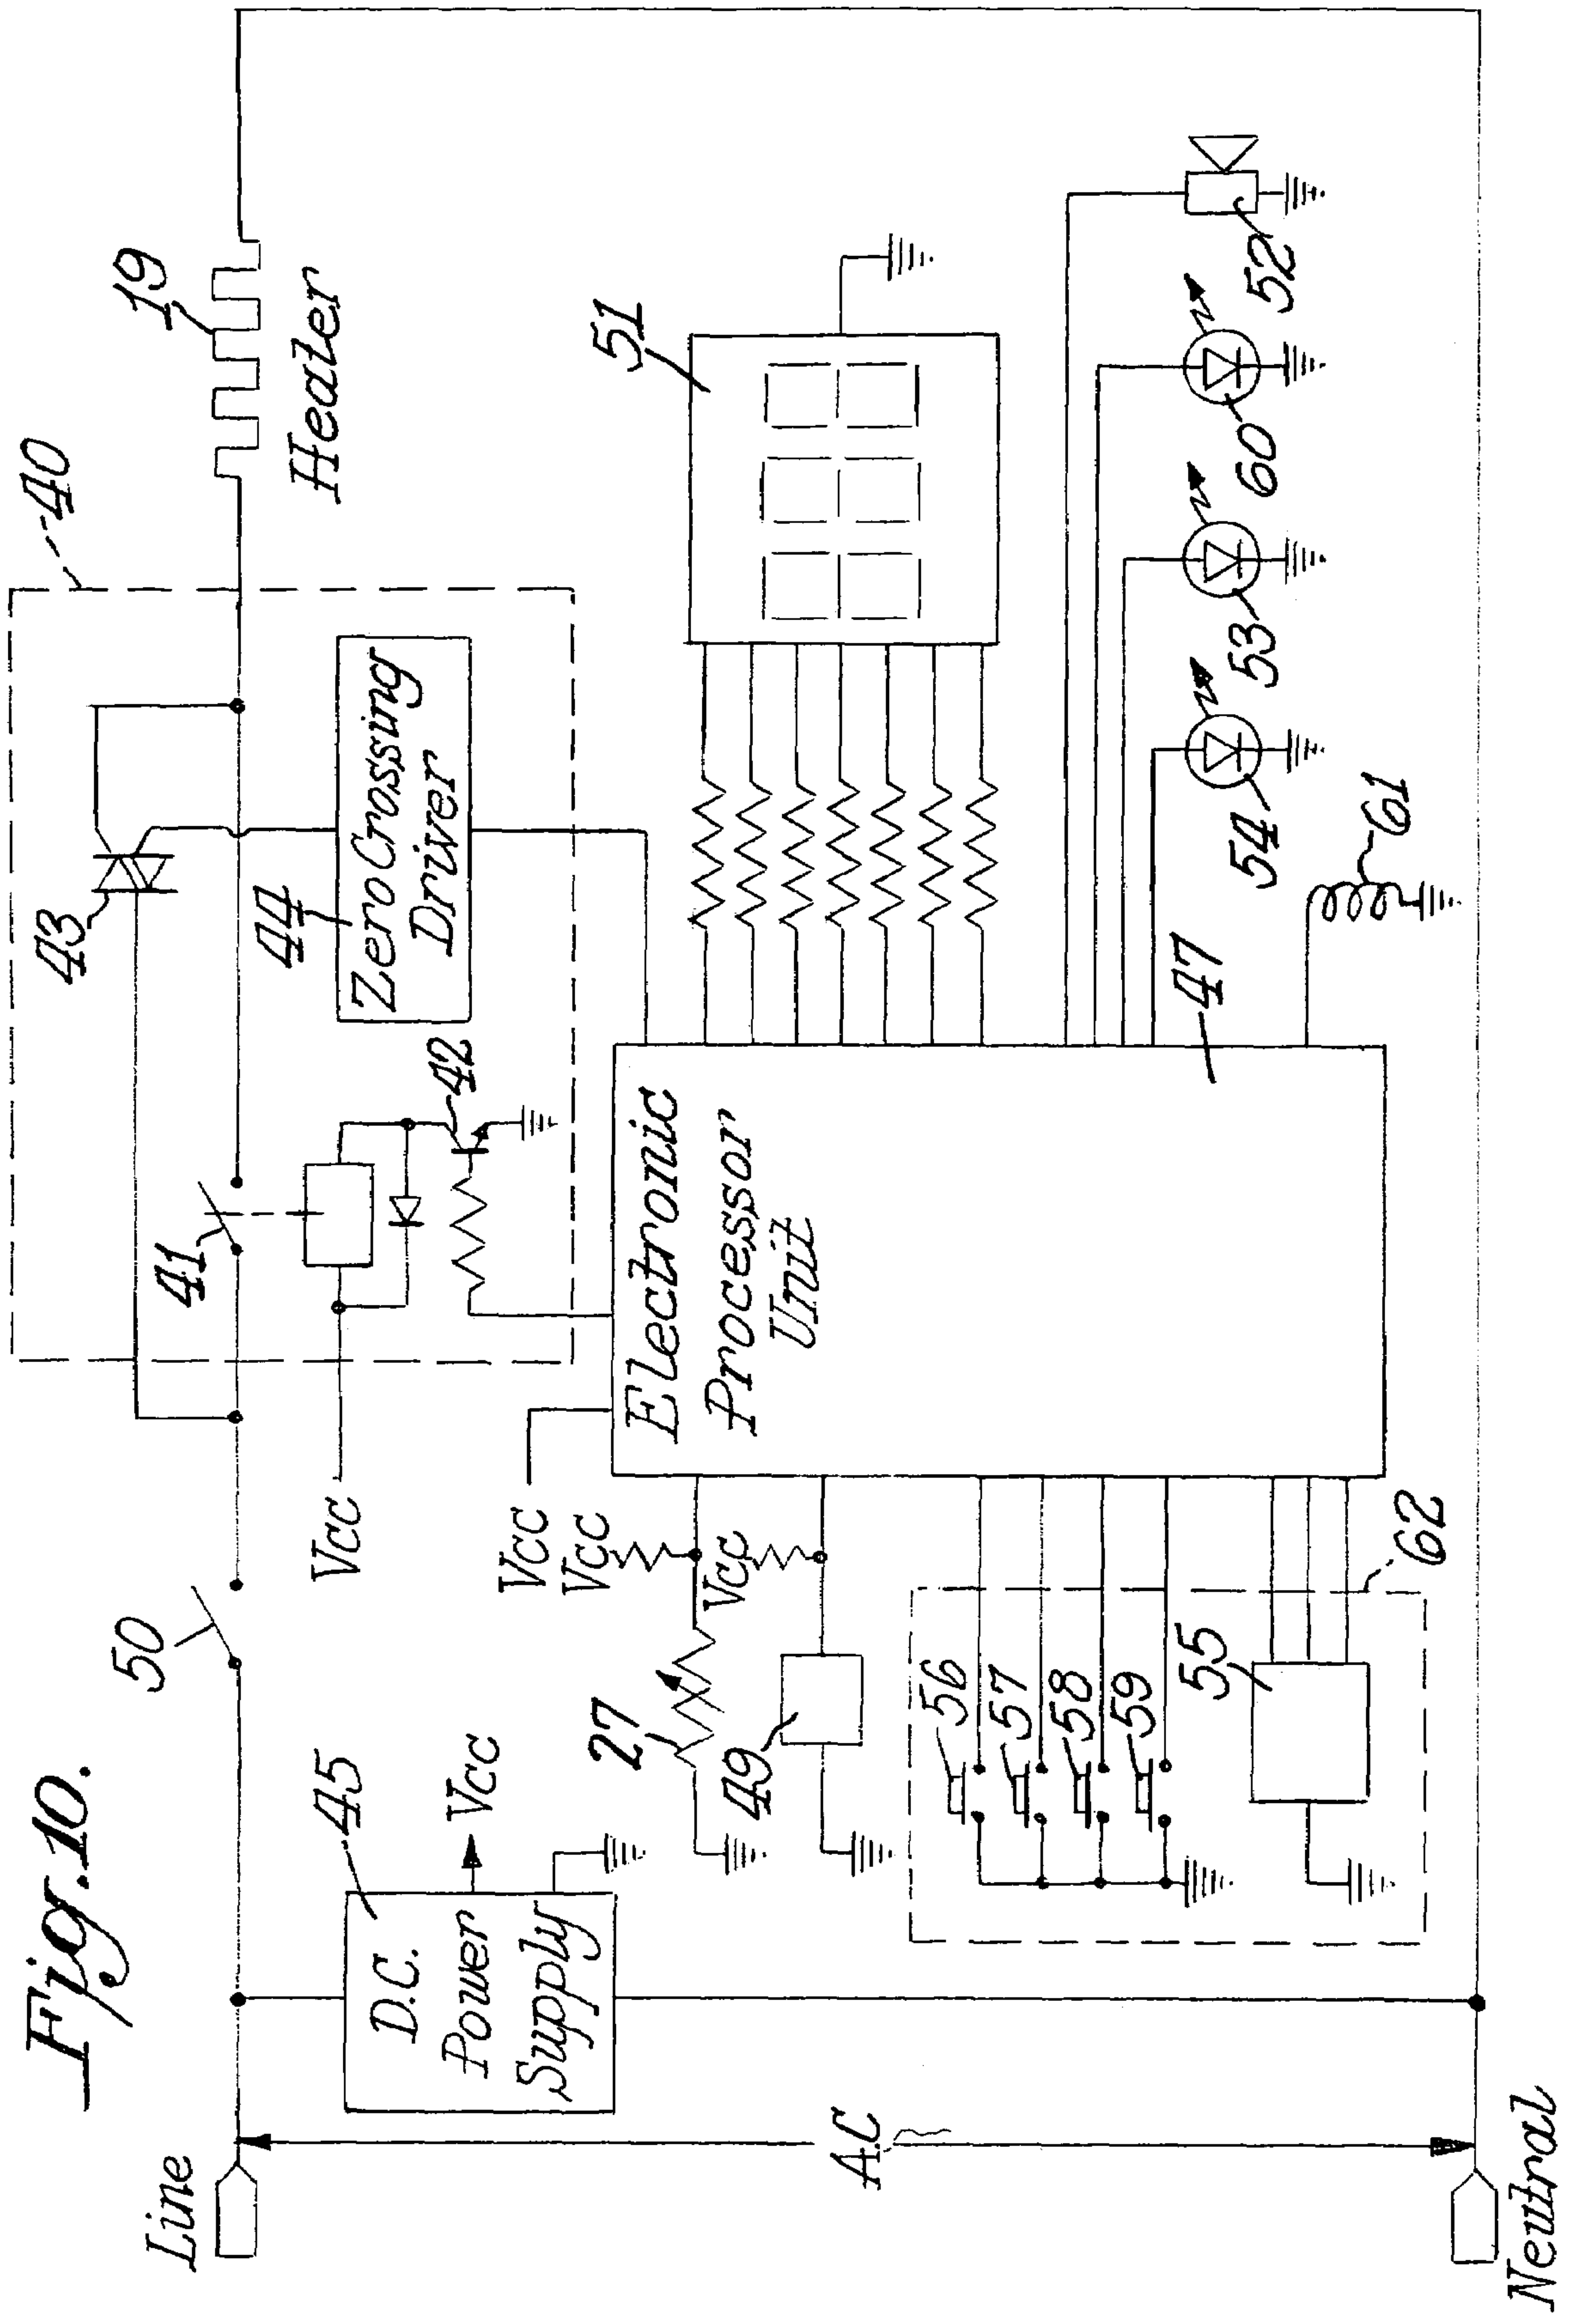 Fig.10.
Line
50
41
43
40
19
Heater
44
Zero Crossing
Driver
42
Vcc
45
D.C.
Power
Supply
Vcc
Vcc
Vcc
Vcc
27
49
Electronic
Processor
Unit
47
51
56
57
58
59
55
62
54
53
60
52
61
A.C
Neutral